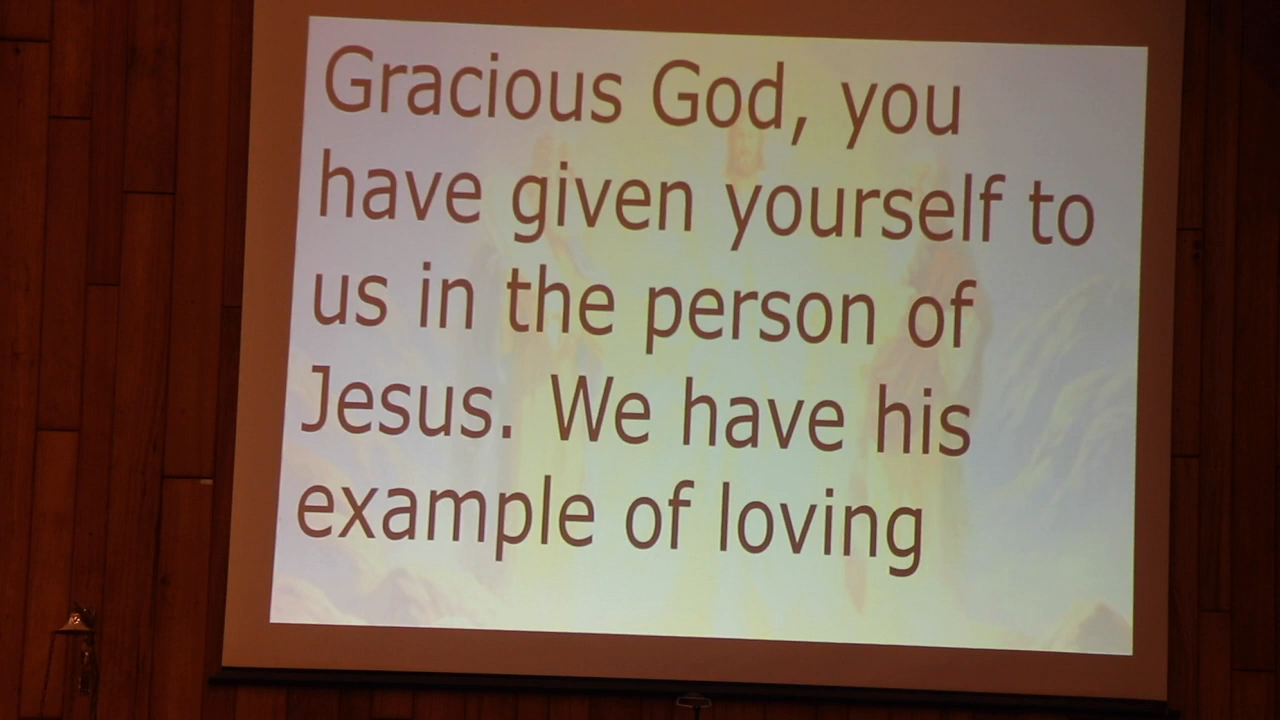 Gracious God, you
have given yourself to
us in the person of
Jesus. We have his
example of loving